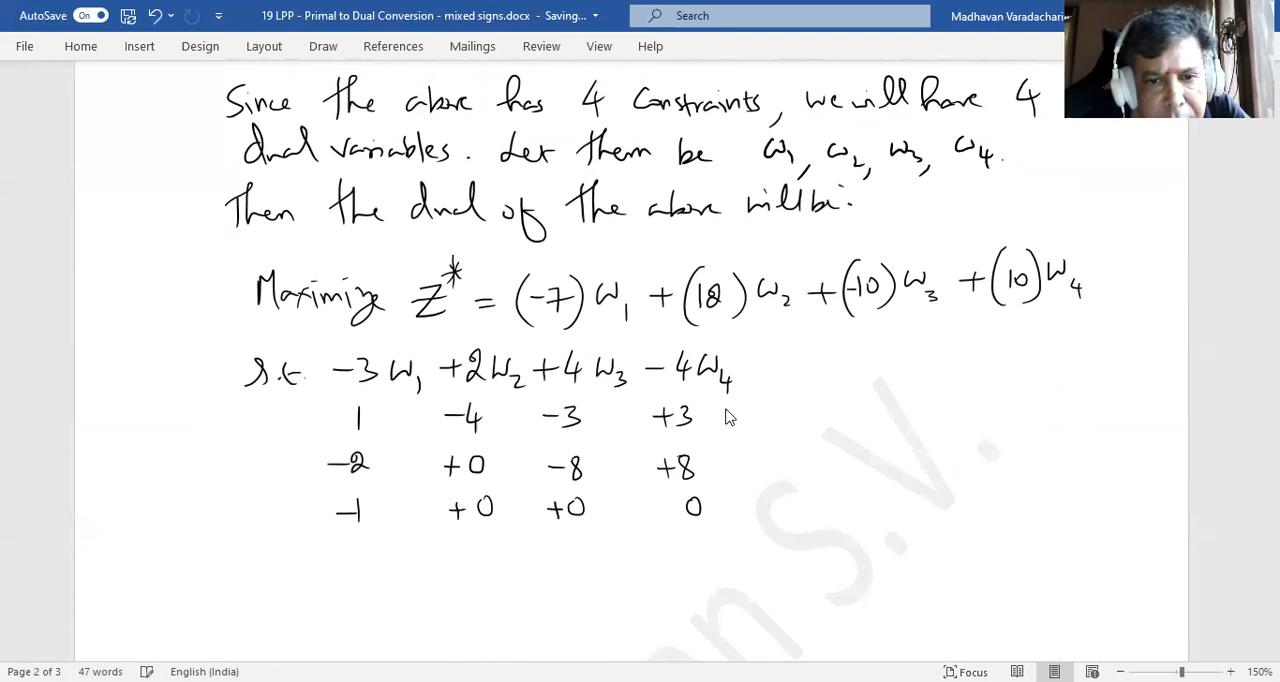 AutoSave On 19 LPP - Primal to Dual Conversion - mixed signs.docx - Saving... Search Madhavan Varadachari
File Home Insert Design Layout Draw References Mailings Review View Help
Since the above has 4 Constraints, we will have 4
dual variables. Let them be ω1, ω2, ω3, ω4.
Then the dual of the above will be:
Maximize Z* = (-7) ω1 + (18) ω2 + (-10) ω3 + (10) ω4
s.t. -3 ω1 +2 ω2 +4 ω3 - 4 ω4
1 -4 -3 +3
-2 +0 -8 +8
-1 +0 +0 0
n S.V.
Page 2 of 3 47 words English (India) Focus 150%